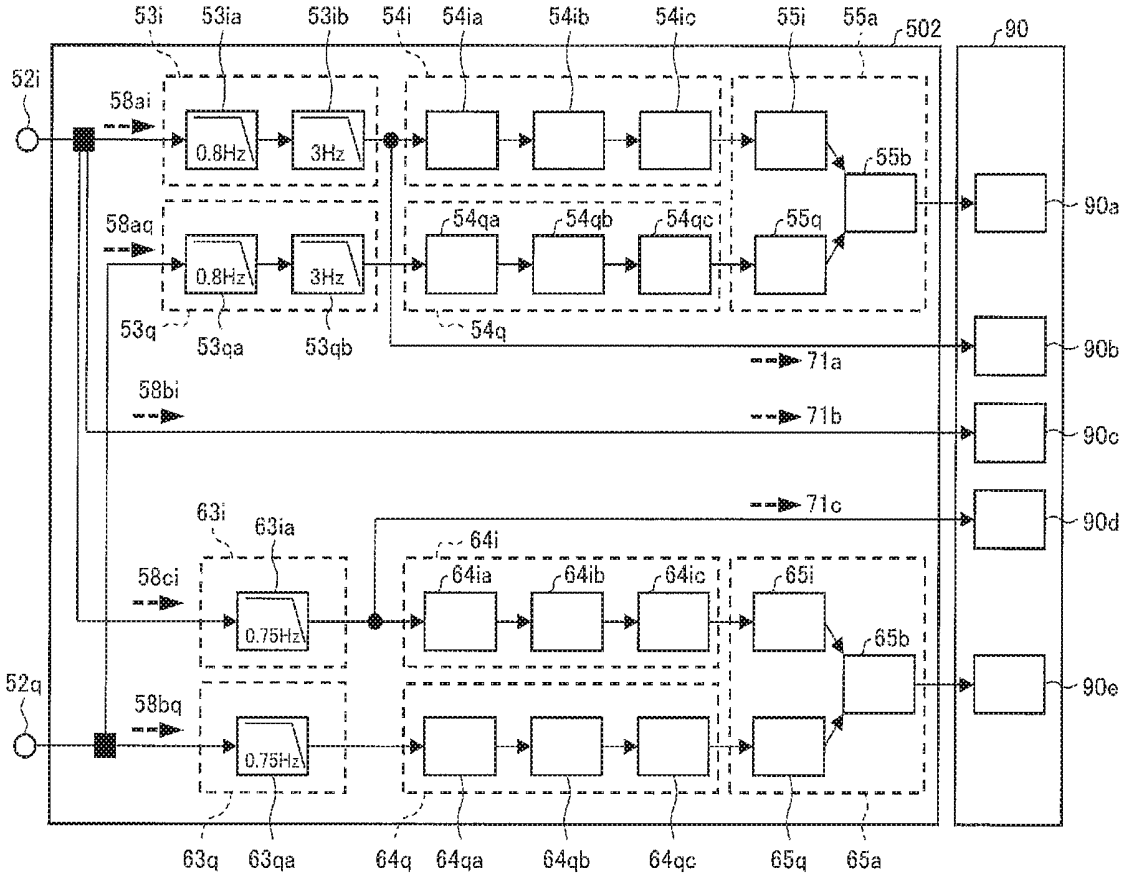 53i 53ia 53ib 54i 54ia 54ib 54ic 55i 55a 502 90
52i 58ai 0.8Hz 3Hz 55b 90a
58aq 0.8Hz 3Hz 54qa 54qb 54qc 55q
53q 53qa 53qb 54q
71a 90b
58bi 71b 90c
71c 90d
63i 63ia 64i
58ci 0.75Hz 64ia 64ib 64ic 65i
65b 90e
52q 58bq 0.75Hz
63q 63qa 64q 64qa 64qb 64qc 65q 65a